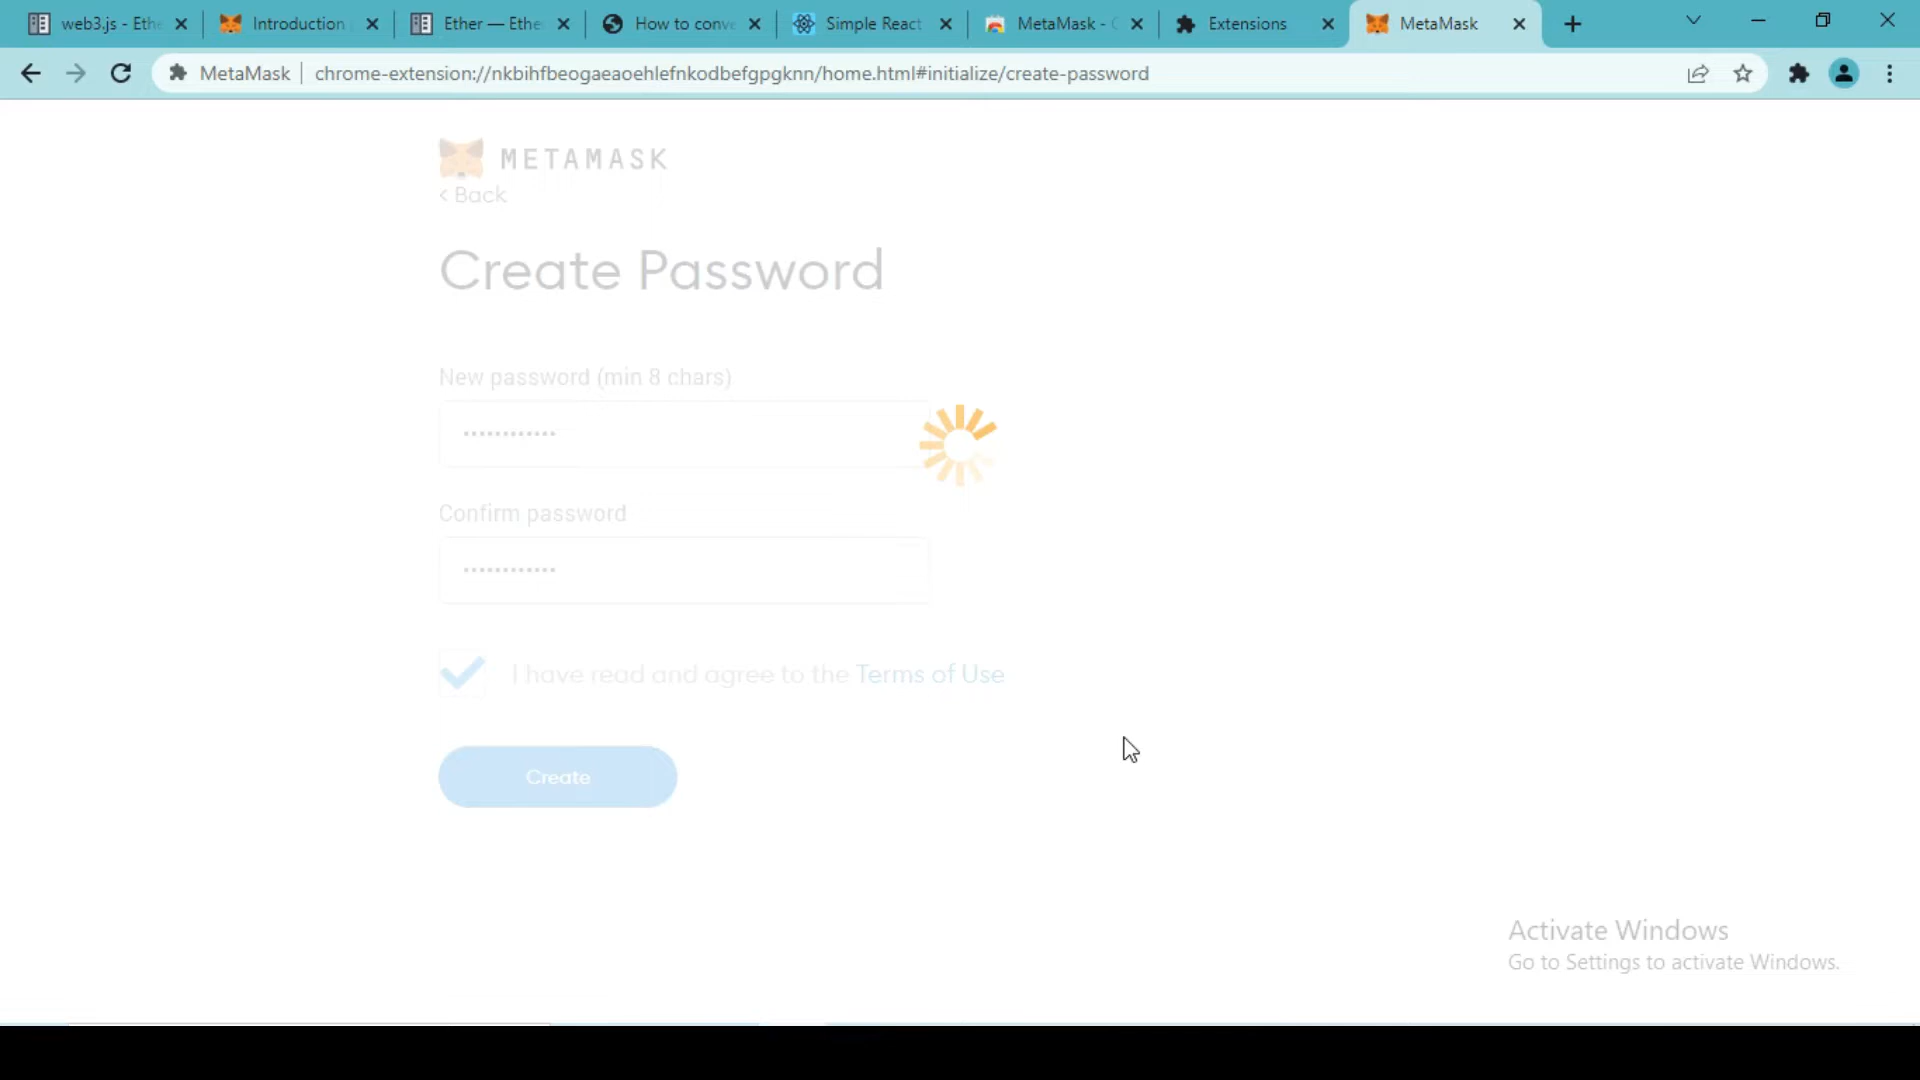 web3.js - Ethe
Introduction
Ether — Ethe
How to conve
Simple React
MetaMask - C
Extensions
MetaMask
MetaMask
chrome-extension://nkbihfbeogaeaoehlefnkodbefgpgknn/home.html#initialize/create-password
METAMASK
< Back
Create Password
New password (min 8 chars)
••••••••••••
Confirm password
••••••••••••
I have read and agree to the Terms of Use
Create
Activate Windows
Go to Settings to activate Windows.